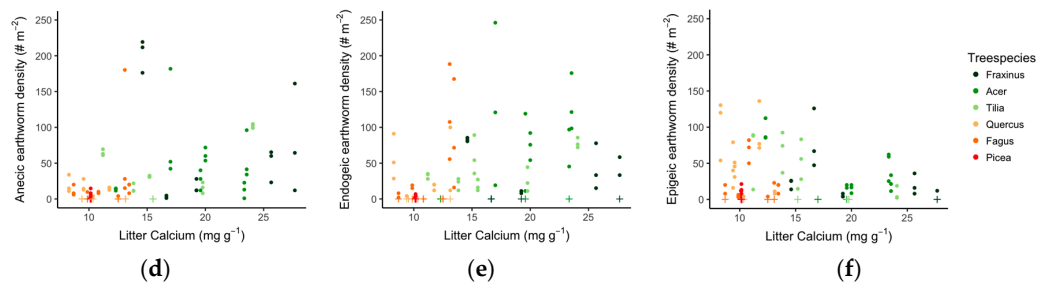 Anecic earthworm density (# m⁻²)
250
200
150
100
50
0
10
15
20
25
Litter Calcium (mg g⁻¹)
(d)
Endogeic earthworm density (# m⁻²)
250
200
150
100
50
0
10
15
20
25
Litter Calcium (mg g⁻¹)
(e)
Epigeic earthworm density (# m⁻²)
250
200
150
100
50
0
10
15
20
25
Litter Calcium (mg g⁻¹)
(f)
Treespecies
Fraxinus
Acer
Tilia
Quercus
Fagus
Picea